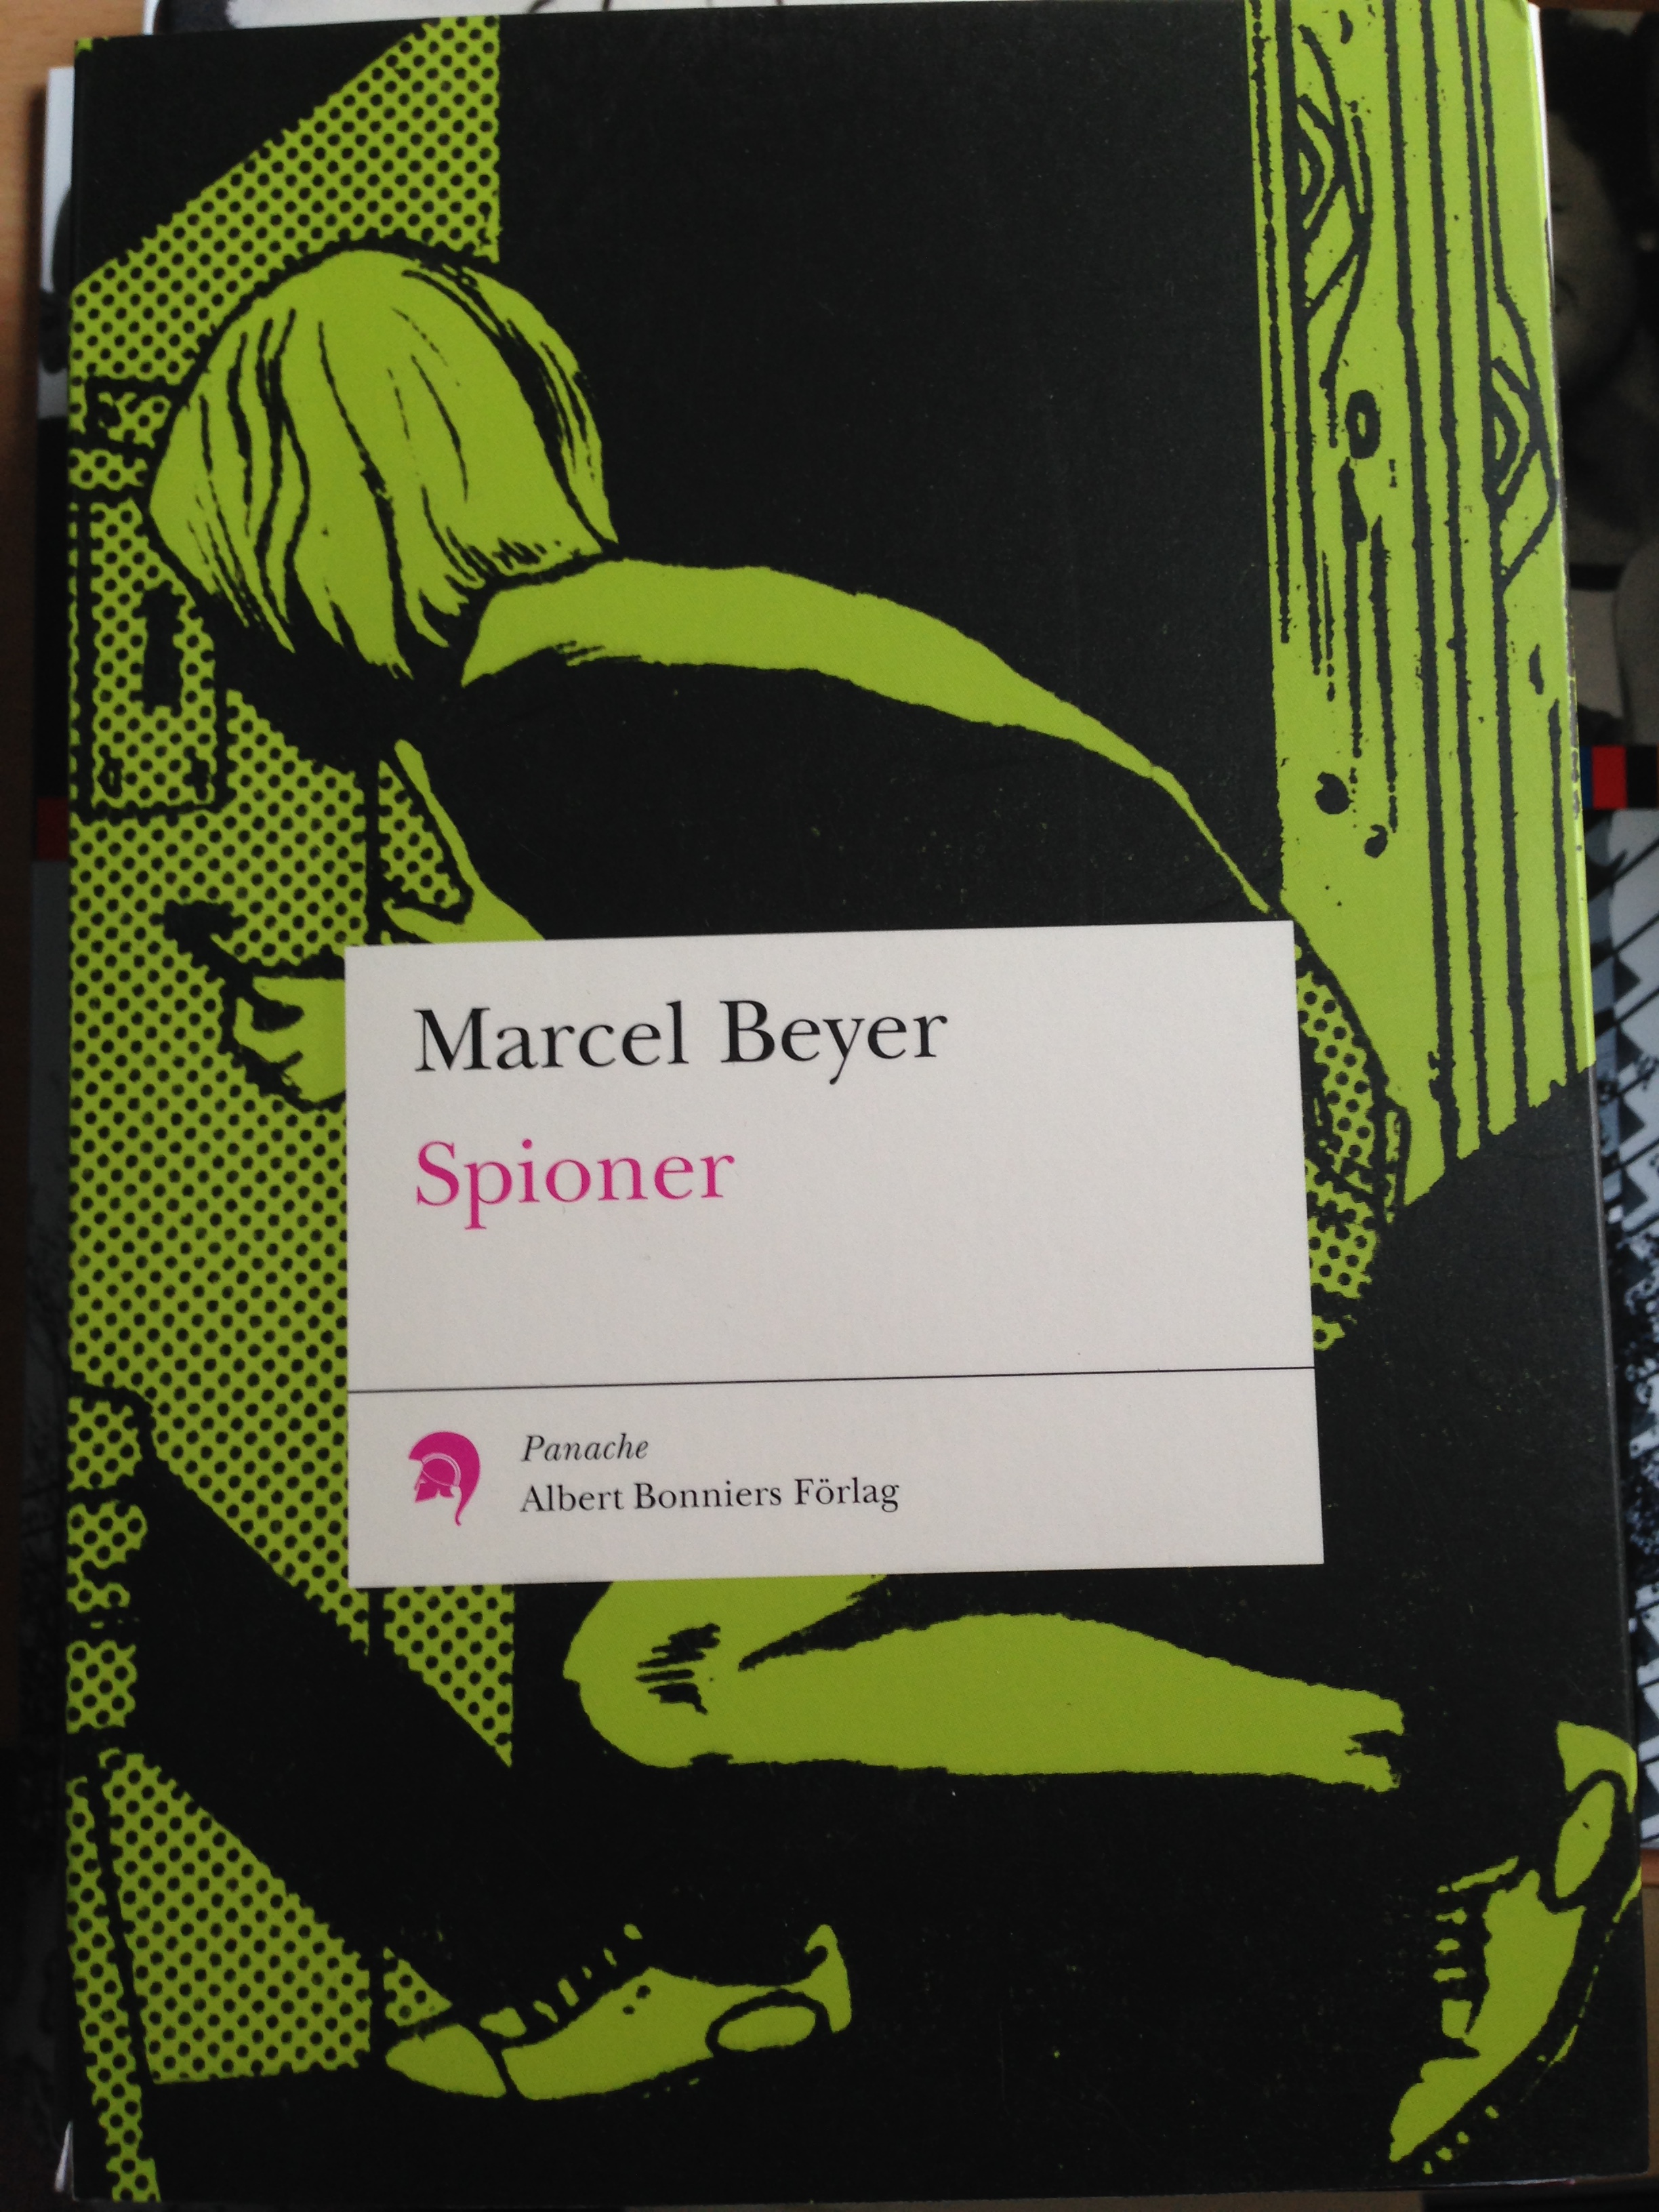 Marcel Beyer
Spioner
Panache
Albert Bonniers Förlag